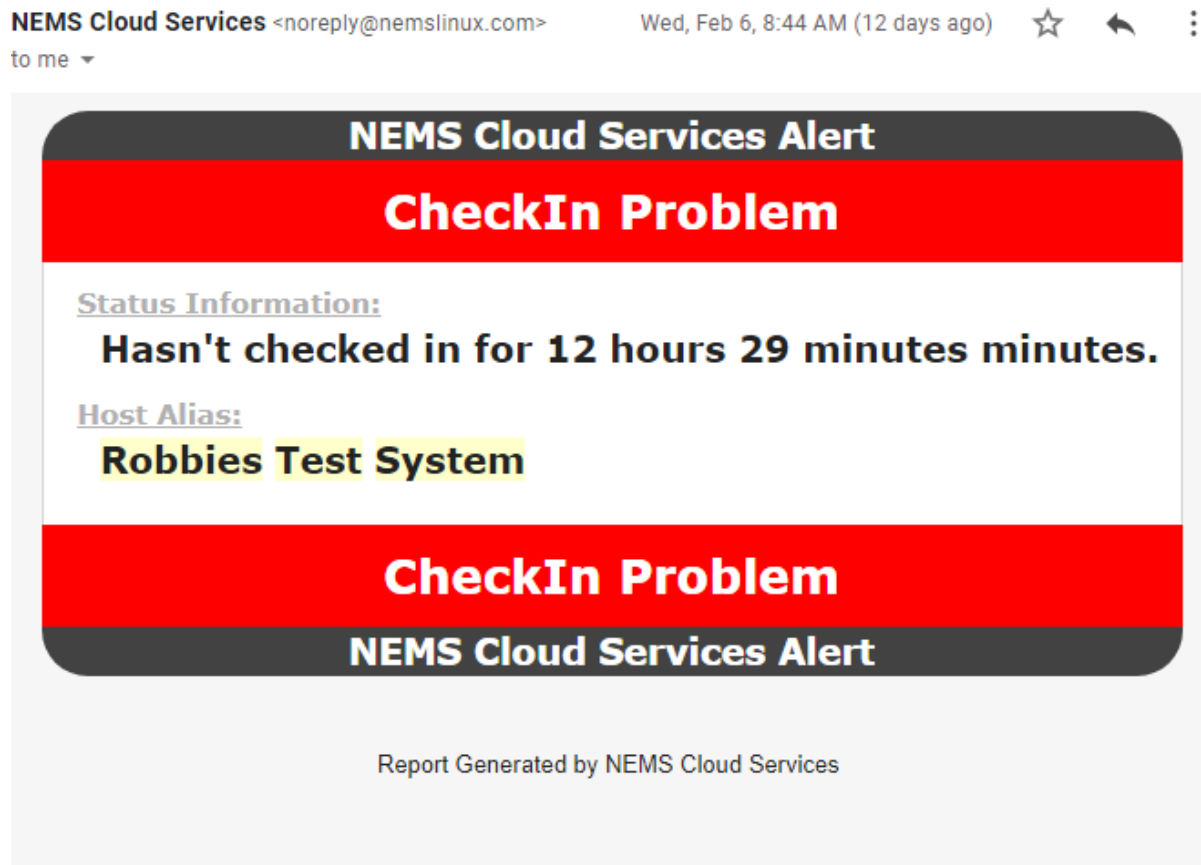 NEMS Cloud Services <noreply@nemslinux.com> Wed, Feb 6, 8:44 AM (12 days ago)
to me
NEMS Cloud Services Alert
CheckIn Problem
Status Information:
Hasn't checked in for 12 hours 29 minutes minutes.
Host Alias:
Robbies Test System
CheckIn Problem
NEMS Cloud Services Alert
Report Generated by NEMS Cloud Services